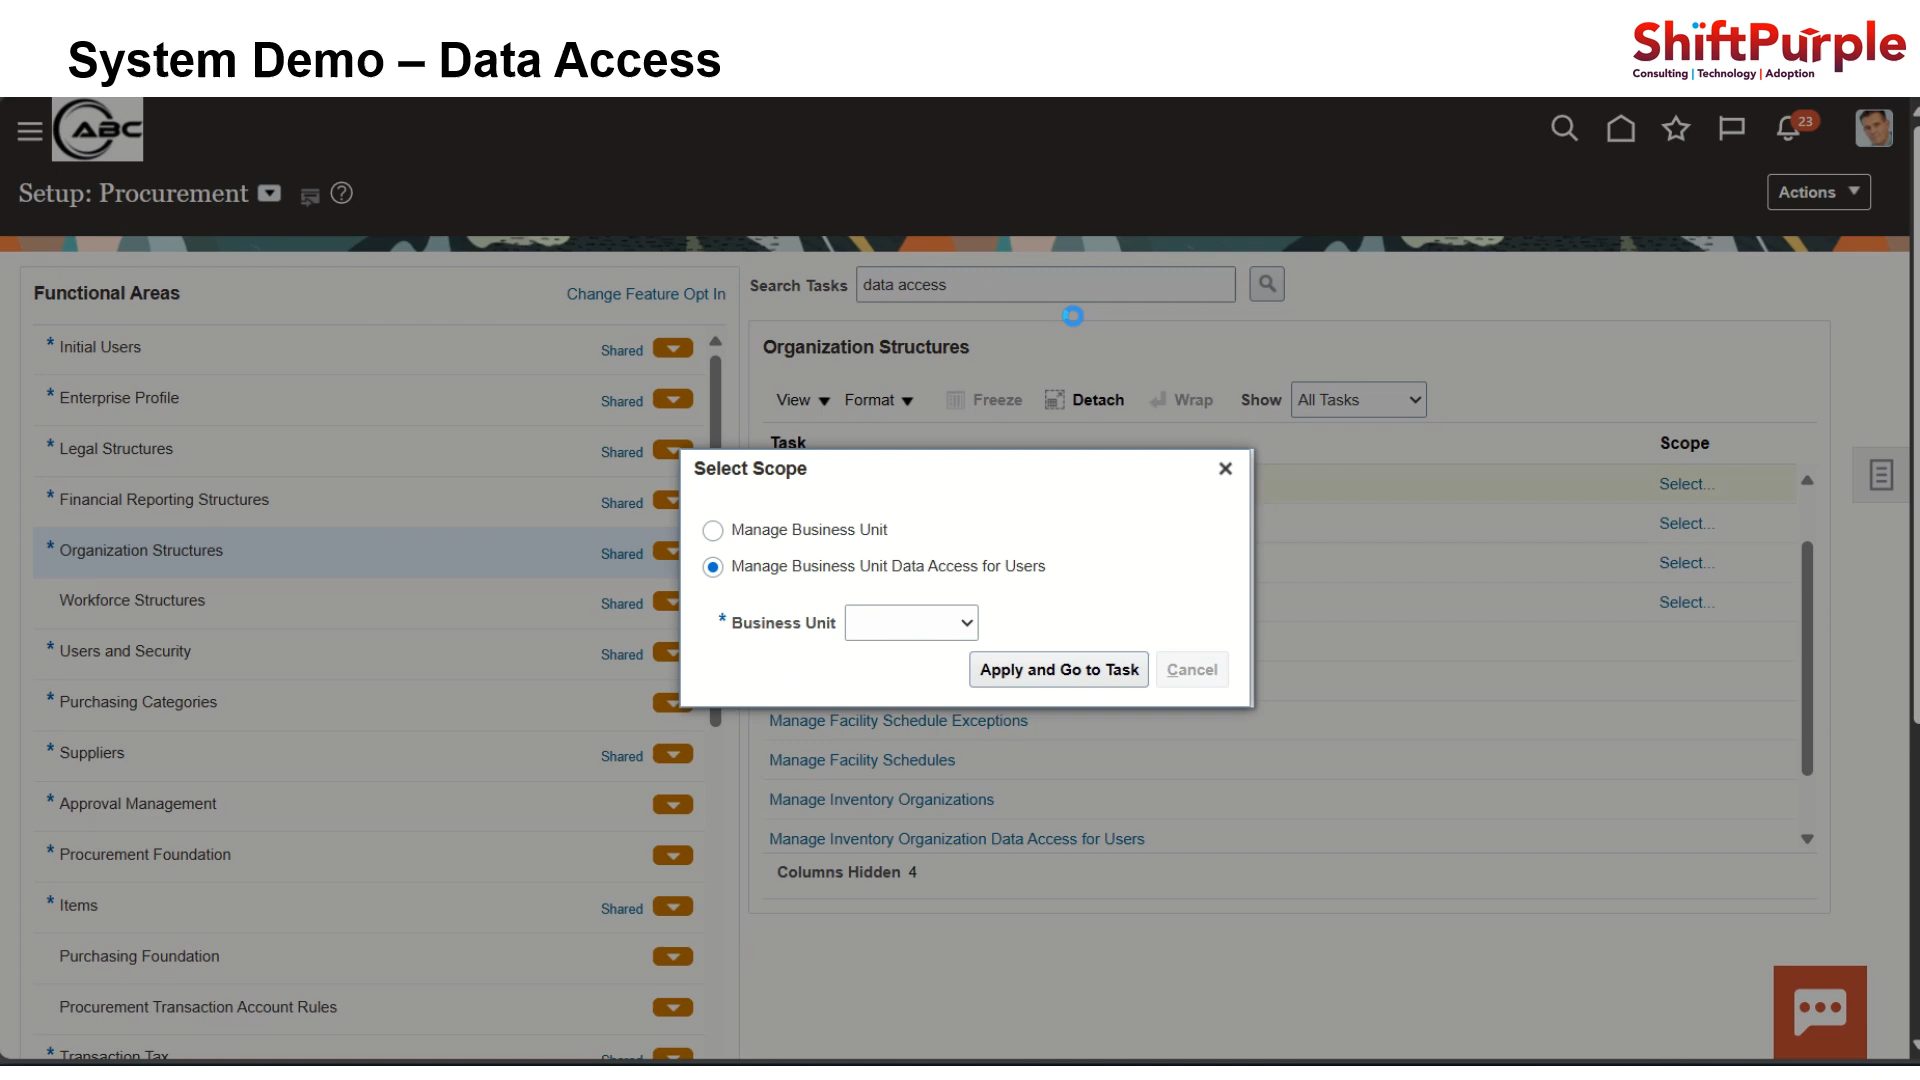 System Demo – Data Access
ShiftPurple
Consulting | Technology | Adoption
ABC
23
Setup: Procurement
?
Actions
Functional Areas
Change Feature Opt In
Search Tasks data access
* Initial Users Shared
* Enterprise Profile Shared
* Legal Structures Shared
* Financial Reporting Structures Shared
* Organization Structures Shared
Workforce Structures Shared
* Users and Security Shared
* Purchasing Categories
* Suppliers Shared
* Approval Management
* Procurement Foundation
* Items Shared
Purchasing Foundation
Procurement Transaction Account Rules
* Transaction Tax Shared
Organization Structures
View Format Freeze Detach Wrap Show All Tasks
Task Scope
Select...
Select...
Select...
Select...
Select Scope
Manage Business Unit
Manage Business Unit Data Access for Users
* Business Unit
Apply and Go to Task Cancel
Manage Facility Schedule Exceptions
Manage Facility Schedules
Manage Inventory Organizations
Manage Inventory Organization Data Access for Users
Columns Hidden 4